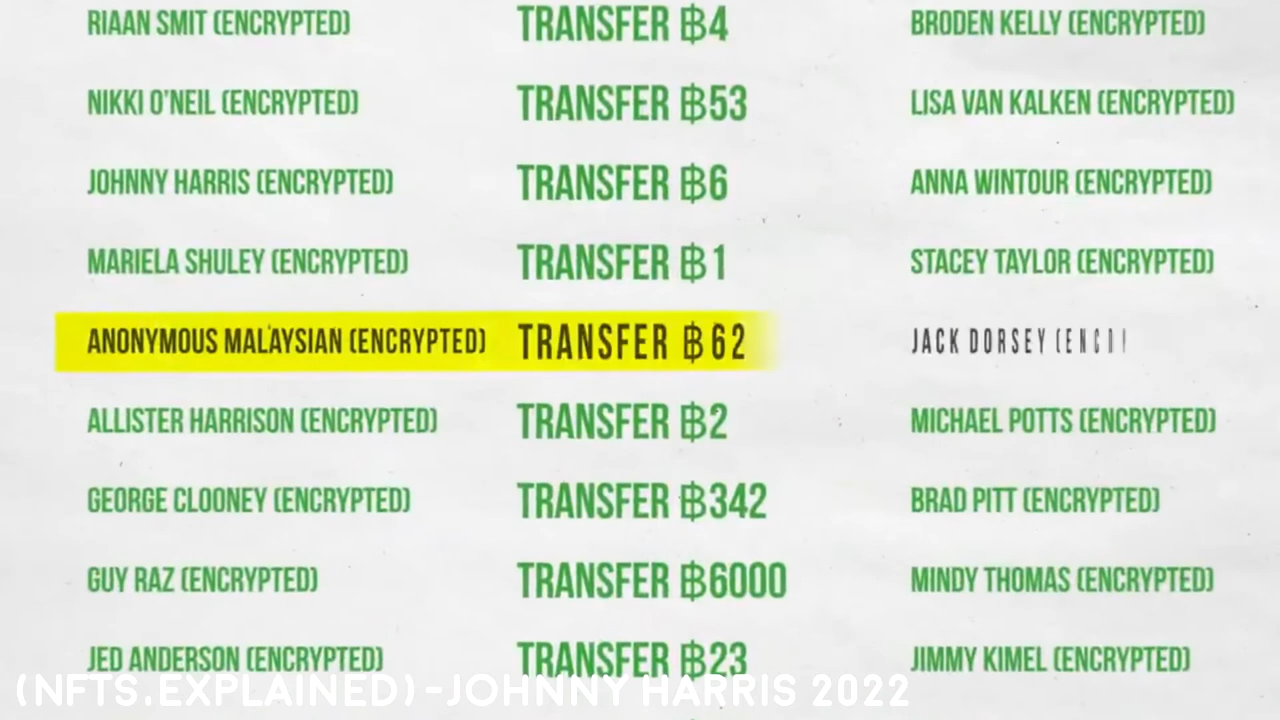 RIAAN SMIT (ENCRYPTED) TRANSFER ₿4 BRODEN KELLY (ENCRYPTED)
NIKKI O'NEIL (ENCRYPTED) TRANSFER ₿53 LISA VAN KALKEN (ENCRYPTED)
JOHNNY HARRIS (ENCRYPTED) TRANSFER ₿6 ANNA WINTOUR (ENCRYPTED)
MARIELA SHULEY (ENCRYPTED) TRANSFER ₿1 STACEY TAYLOR (ENCRYPTED)
ANONYMOUS MALAYSIAN (ENCRYPTED) TRANSFER ₿62 JACK DORSEY
ALLISTER HARRISON (ENCRYPTED) TRANSFER ₿2 MICHAEL POTTS (ENCRYPTED)
GEORGE CLOONEY (ENCRYPTED) TRANSFER ₿342 BRAD PITT (ENCRYPTED)
GUY RAZ (ENCRYPTED) TRANSFER ₿6000 MINDY THOMAS (ENCRYPTED)
JED ANDERSON (ENCRYPTED) TRANSFER ₿23 JIMMY KIMEL (ENCRYPTED)
(NFTS.EXPLAINED) -JOHNNY HARRIS 2022